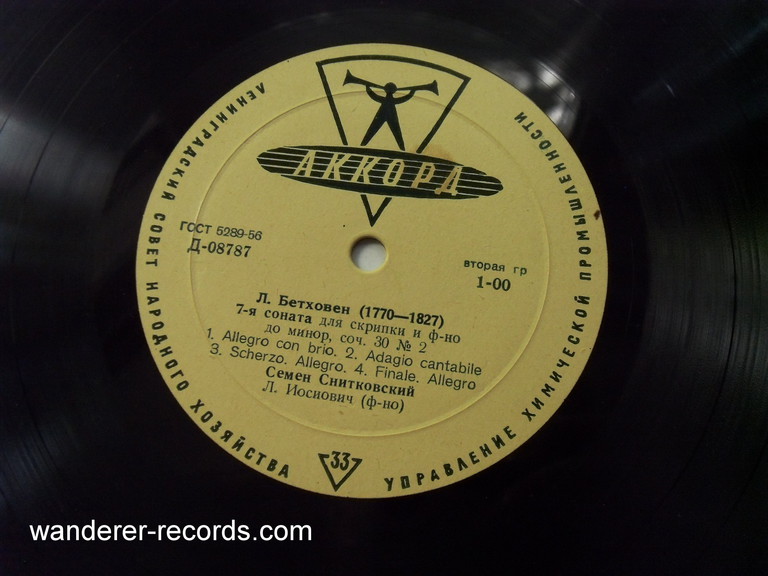 ЛЕНИНГРАДСКИЙ СОВЕТ НАРОДНОГО ХОЗЯЙСТВА
УПРАВЛЕНИЕ ХИМИЧЕСКОЙ ПРОМЫШЛЕННОСТИ
АККОРД
ГОСТ 5289-56
Д-08787
вторая гр
1-00
Л. Бетховен (1770—1827)
7-я соната для скрипки и ф-но
до минор, соч. 30 № 2
1. Allegro con brio. 2. Adagio cantabile
3. Scherzo. Allegro. 4. Finale. Allegro
Семен Снитковский
Л. Иосиович (ф-но)
33
wanderer-records.com